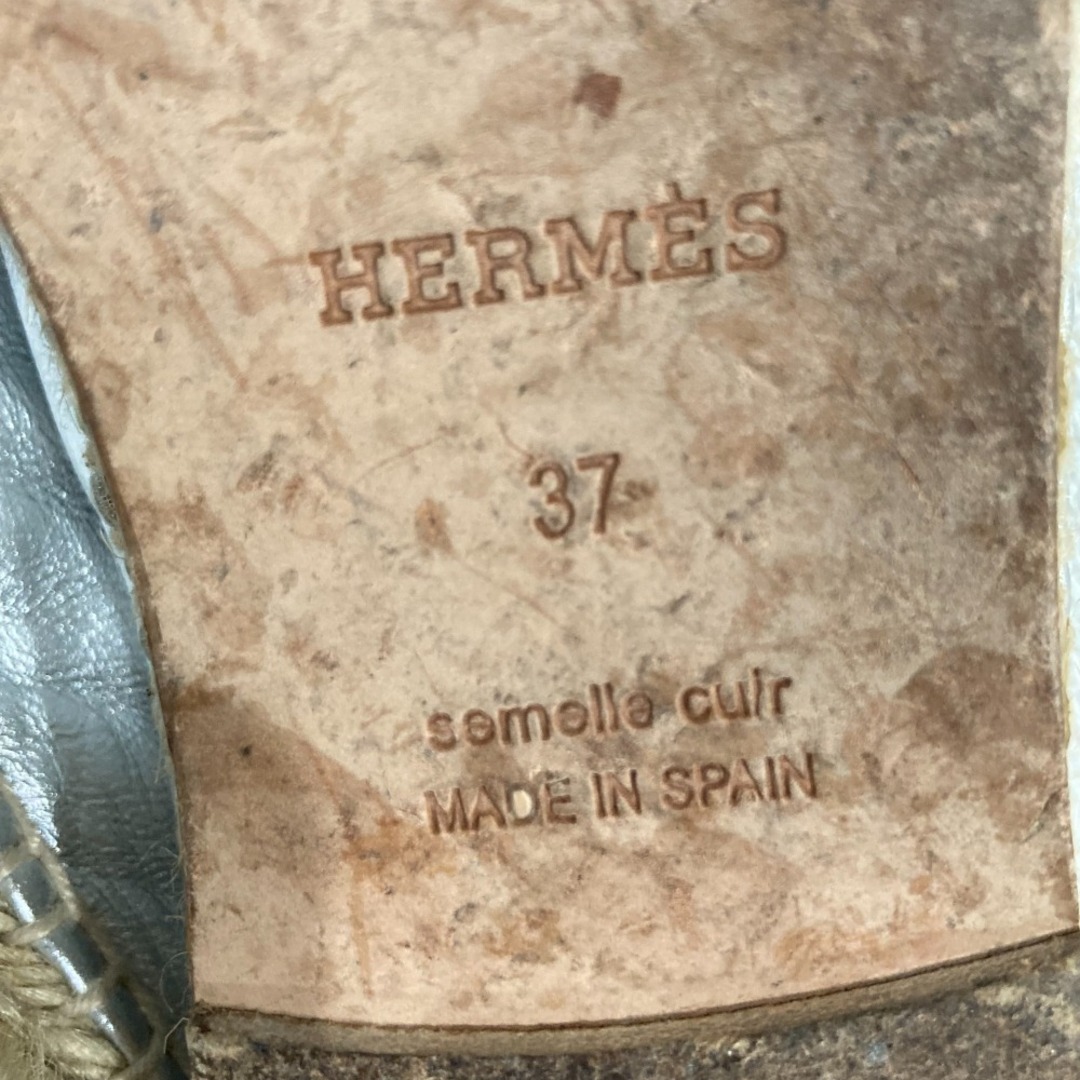 HERMÈS
37
semelle cuir
MADE IN SPAIN